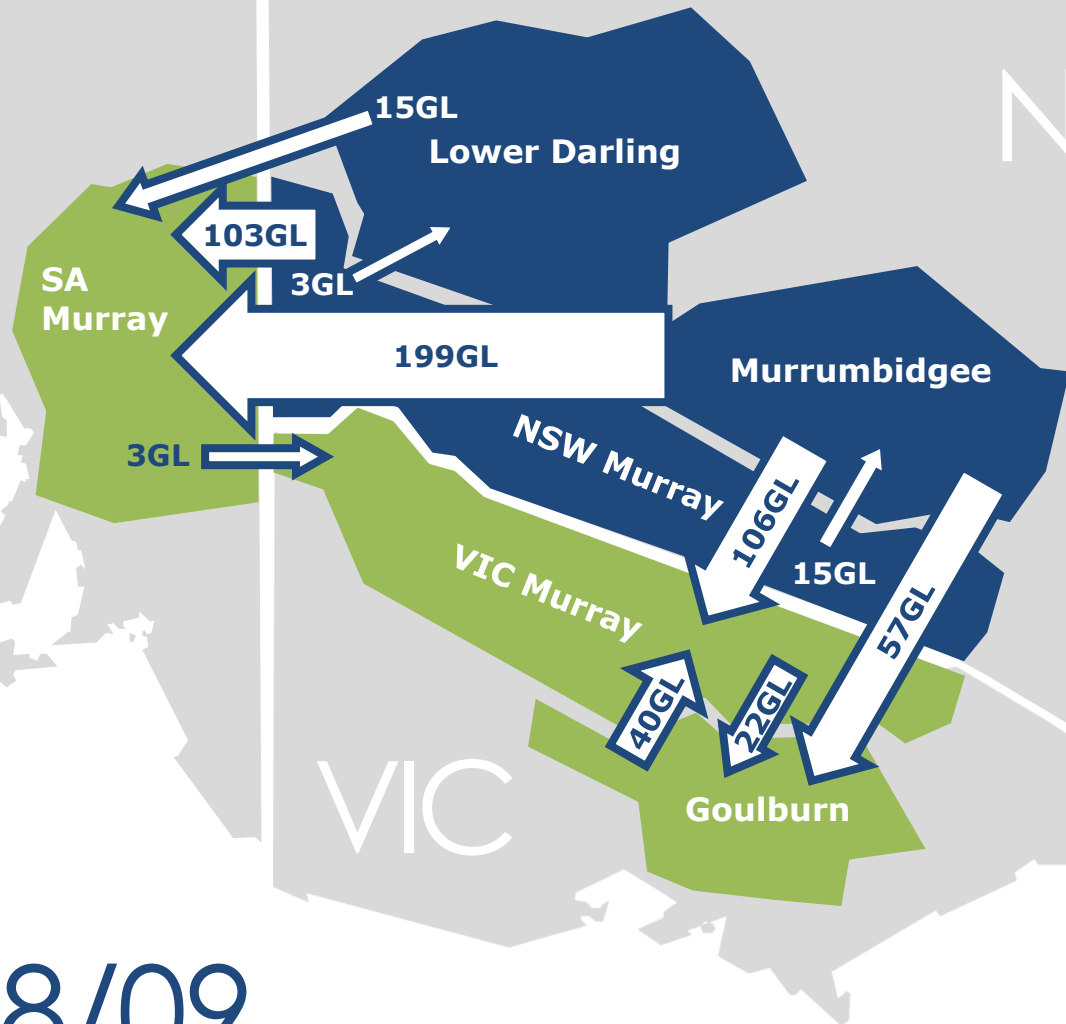 15GL
Lower Darling
103GL
SA
Murray
3GL
199GL
Murrumbidgee
NSW Murray
3GL
106GL
15GL
VIC Murray
57GL
40GL
22GL
VIC
Goulburn
8/09